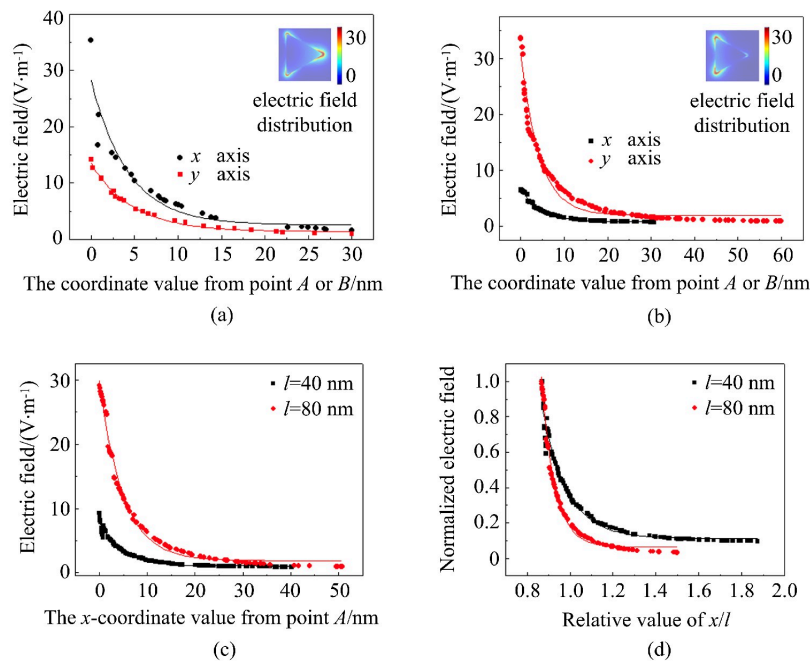 40
30
20
10
0
Electric field/(V·m⁻¹)
30
0
electric field
distribution
x axis
y axis
0 5 10 15 20 25 30
The coordinate value from point A or B/nm
(a)
30
20
10
0
Electric field/(V·m⁻¹)
30
0
electric field
distribution
x axis
y axis
0 10 20 30 40 50 60
The coordinate value from point A or B/nm
(b)
30
20
10
0
Electric field/(V·m⁻¹)
l=40 nm
l=80 nm
0 10 20 30 40 50
The x-coordinate value from point A/nm
(c)
1.0
0.8
0.6
0.4
0.2
0
Normalized electric field
l=40 nm
l=80 nm
0.8 1.0 1.2 1.4 1.6 1.8 2.0
Relative value of x/l
(d)